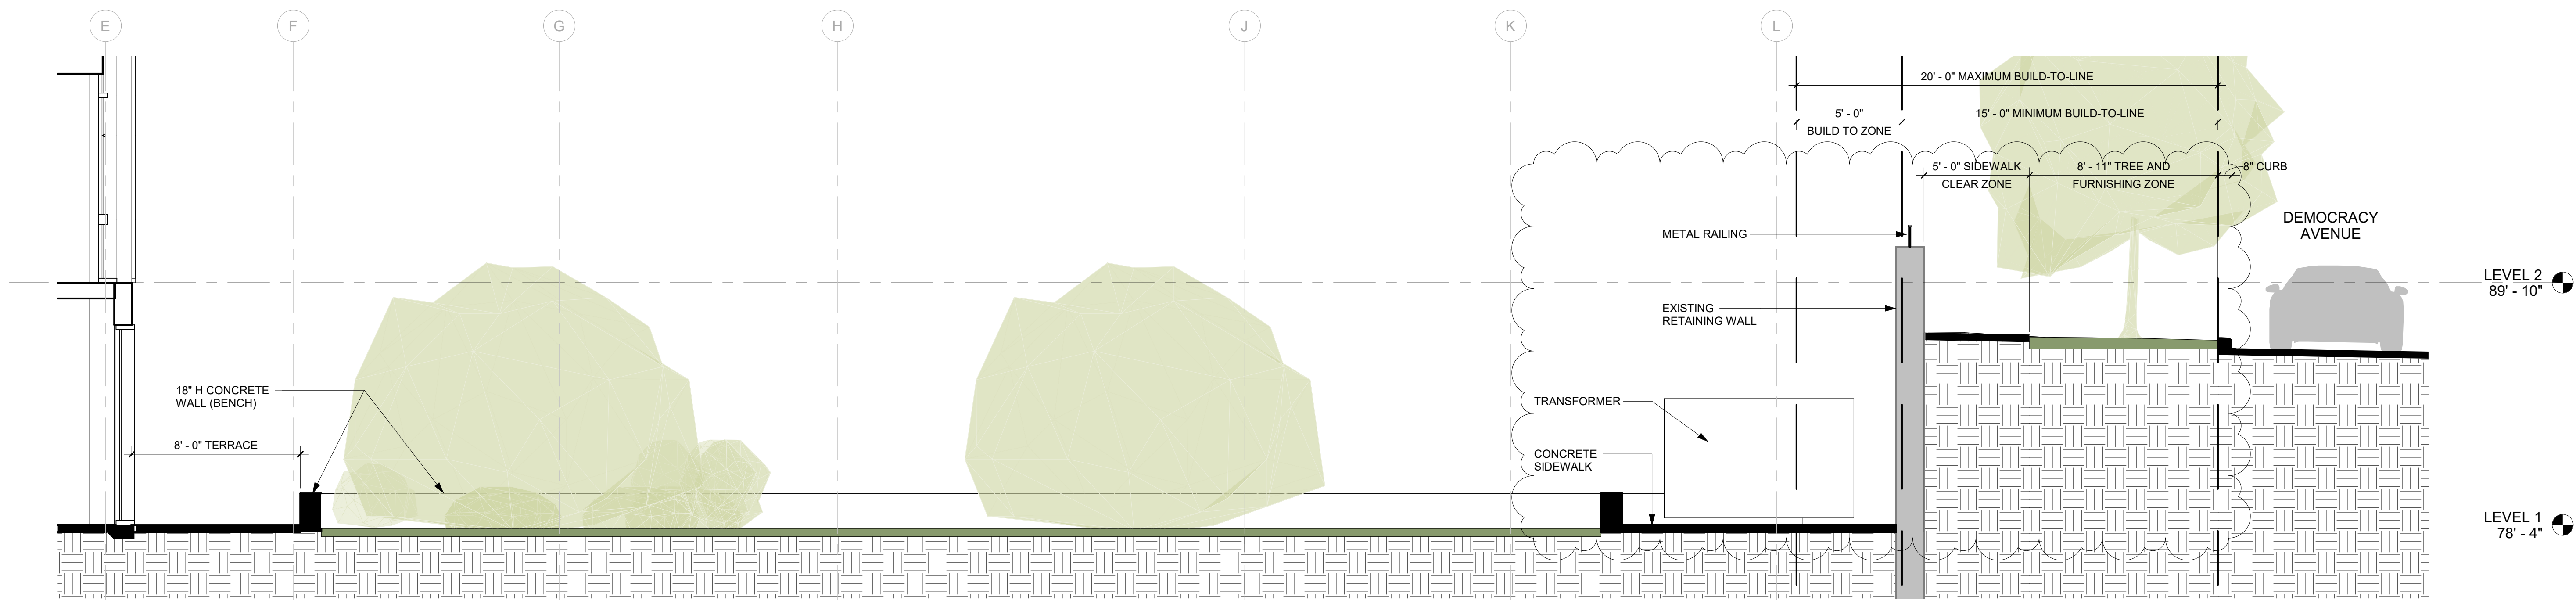 E F G H J K L
20' - 0" MAXIMUM BUILD-TO-LINE
5' - 0"
BUILD TO ZONE
15' - 0" MINIMUM BUILD-TO-LINE
5' - 0" SIDEWALK
CLEAR ZONE
8' - 11" TREE AND
FURNISHING ZONE
8" CURB
METAL RAILING
DEMOCRACY
AVENUE
LEVEL 2
89' - 10"
EXISTING
RETAINING WALL
18" H CONCRETE
WALL (BENCH)
TRANSFORMER
8' - 0" TERRACE
CONCRETE
SIDEWALK
LEVEL 1
78' - 4"